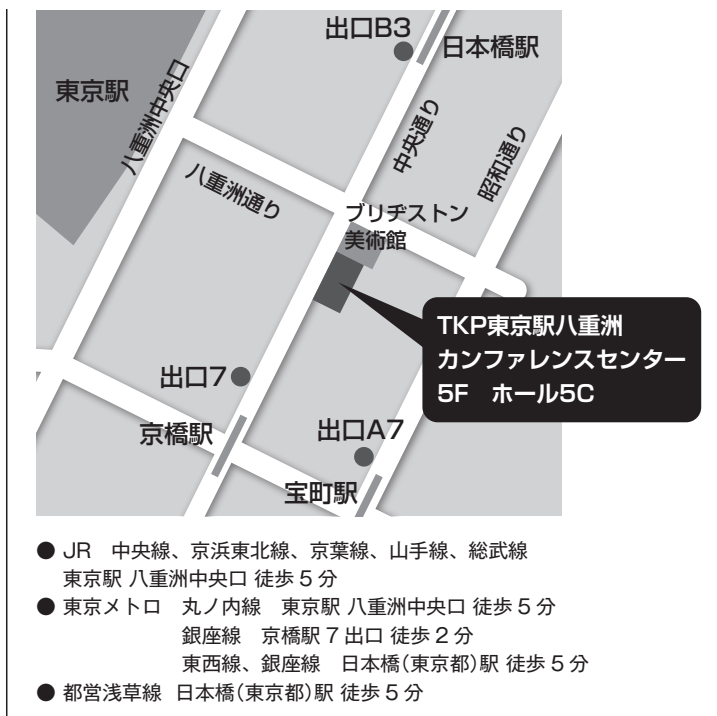 出口B3
日本橋駅
東京駅
八重洲中央口
中央通り
昭和通り
八重洲通り
ブリヂストン
美術館
TKP東京駅八重洲
カンファレンスセンター
5F　ホール5C
出口7
京橋駅
出口A7
宝町駅
● JR　中央線、京浜東北線、京葉線、山手線、総武線
東京駅 八重洲中央口 徒歩５分
● 東京メトロ　丸ノ内線　東京駅 八重洲中央口 徒歩５分
銀座線　京橋駅７出口 徒歩２分
東西線、銀座線　日本橋（東京都）駅 徒歩５分
● 都営浅草線 日本橋（東京都）駅 徒歩５分